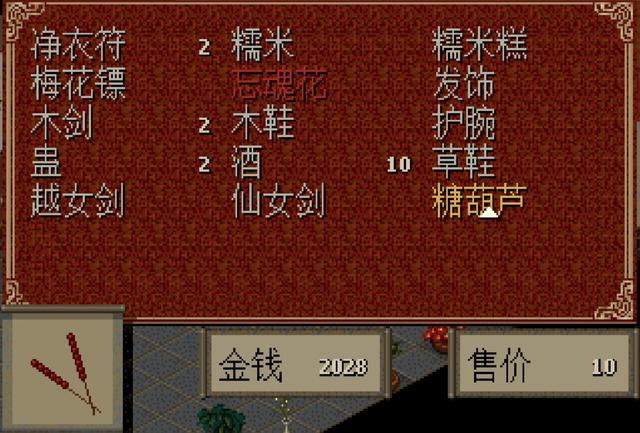 净衣符 2 糯米 糯米糕
梅花镖 忘魂花 发饰
木剑 2 木鞋 护腕
蛊 2 酒 10 草鞋
越女剑 仙女剑 糖葫芦
金钱 2028 售价 10